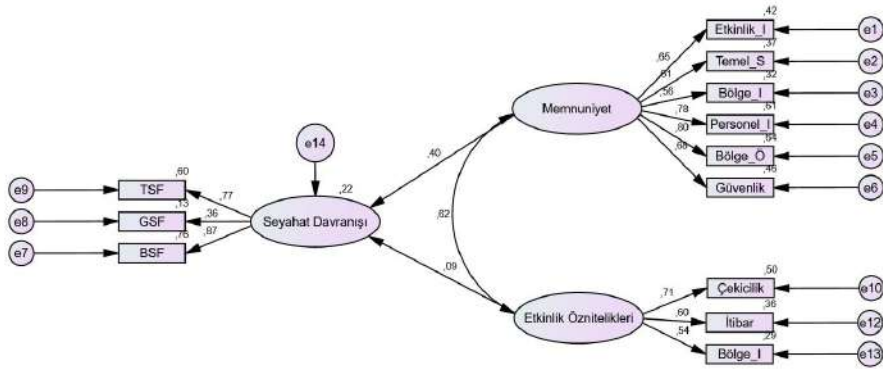 ,42
Etkinlik_I
e1
,65
,37
Temel_S
e2
,61
,32
Bölge_I
e3
,56
,61
Personel_I
e4
,78
,64
Bölge_Ö
e5
,80
,46
Güvenlik
e6
,68
Memnuniyet
e14
,40
,22
Seyahat Davranışı
,60
e9
TSF
,77
,13
e8
GSF
,36
,76
e7
BSF
,87
,62
,09
Etkinlik Öznitelikleri
,50
,71
Çekicilik
e10
,36
,60
İtibar
e12
,29
,54
Bölge_I
e13